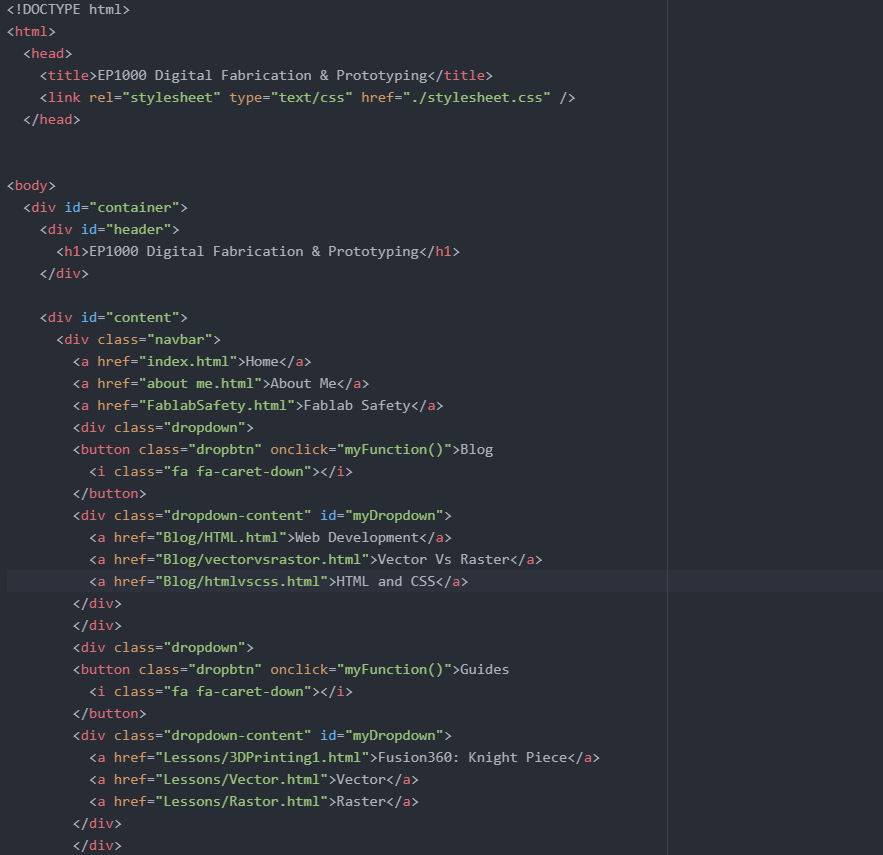 <!DOCTYPE html>
<html>
  <head>
    <title>EP1000 Digital Fabrication & Prototyping</title>
    <link rel="stylesheet" type="text/css" href="./stylesheet.css" />
  </head>

<body>
  <div id="container">
    <div id="header">
      <h1>EP1000 Digital Fabrication & Prototyping</h1>
    </div>

    <div id="content">
      <div class="navbar">
        <a href="index.html">Home</a>
        <a href="about me.html">About Me</a>
        <a href="FablabSafety.html">Fablab Safety</a>
        <div class="dropdown">
        <button class="dropbtn" onclick="myFunction()">Blog
          <i class="fa fa-caret-down"></i>
        </button>
        <div class="dropdown-content" id="myDropdown">
          <a href="Blog/HTML.html">Web Development</a>
          <a href="Blog/vectorvsrastor.html">Vector Vs Raster</a>
          <a href="Blog/htmlvscss.html">HTML and CSS</a>
        </div>
        </div>
        <div class="dropdown">
        <button class="dropbtn" onclick="myFunction()">Guides
          <i class="fa fa-caret-down"></i>
        </button>
        <div class="dropdown-content" id="myDropdown">
          <a href="Lessons/3DPrinting1.html">Fusion360: Knight Piece</a>
          <a href="Lessons/Vector.html">Vector</a>
          <a href="Lessons/Rastor.html">Raster</a>
        </div>
        </div>